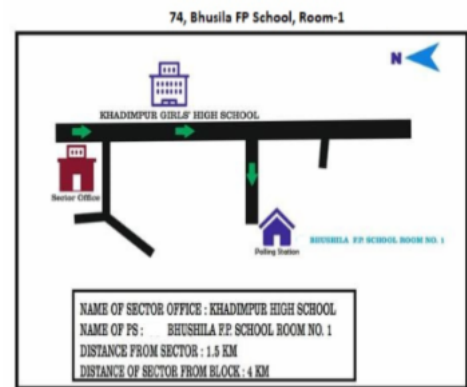 74, Bhusila FP School, Room-1
N
KHADIMPUR GIRLS' HIGH SCHOOL
Sector Office
BHUSHILA F.P. SCHOOL ROOM NO. 1
Polling Station
NAME OF SECTOR OFFICE : KHADIMPUR HIGH SCHOOL
NAME OF PS : BHUSHILA F.P. SCHOOL ROOM NO. 1
DISTANCE FROM SECTOR : 1.5 KM
DISTANCE OF SECTOR FROM BLOCK : 4 KM